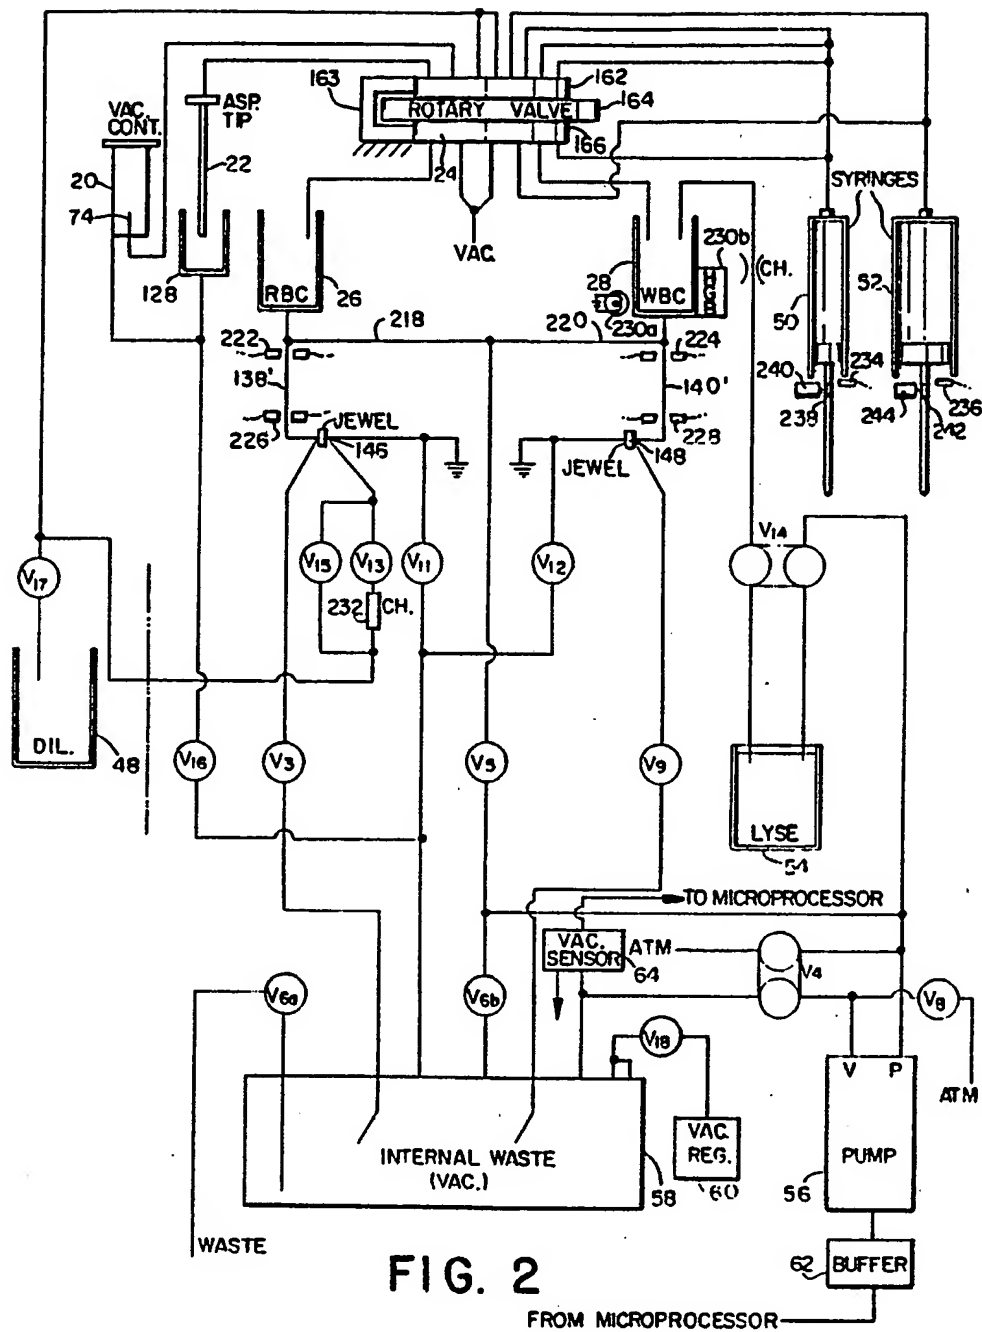 163
162
164
ROTARY VALVE
166
24
VAC.
CONT.
ASP.
TIP
20
22
74
128
VAC.
SYRINGES
RBC
26
28
WBC
230b
HGB
CH.
230a
50
52
218
220
222
224
138'
140'
240
234
238
244
236
242
226
JEWEL
146
228
JEWEL
148
V14
V17
V15
V13
V11
V12
232
CH.
DIL.
48
V16
V3
V5
V9
LYSE
54
TO MICROPROCESSOR
VAC.
SENSOR
64
ATM
V4
V6a
V6b
V8
V18
V P
ATM
INTERNAL WASTE
(VAC.)
58
VAC.
REG.
60
PUMP
56
WASTE
62
BUFFER
FIG. 2
FROM MICROPROCESSOR